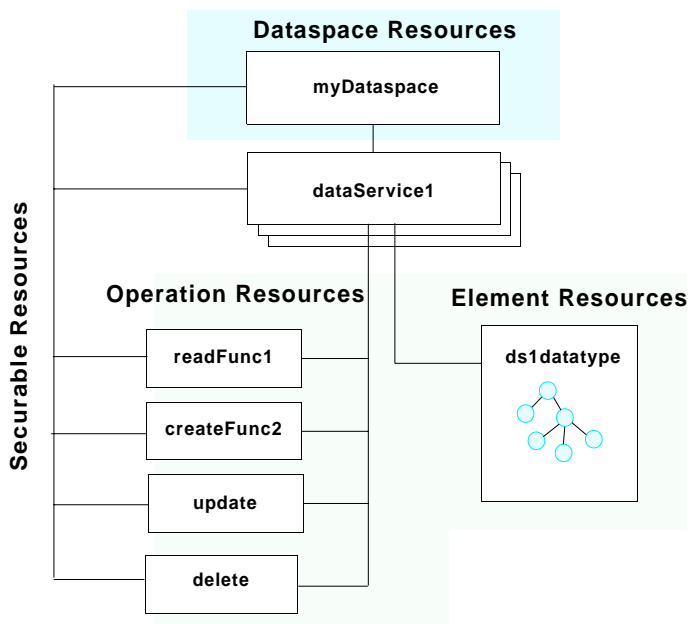 Dataspace Resources
myDataspace
dataService1
Securable Resources
Operation Resources
Element Resources
readFunc1
ds1datatype
createFunc2
update
delete